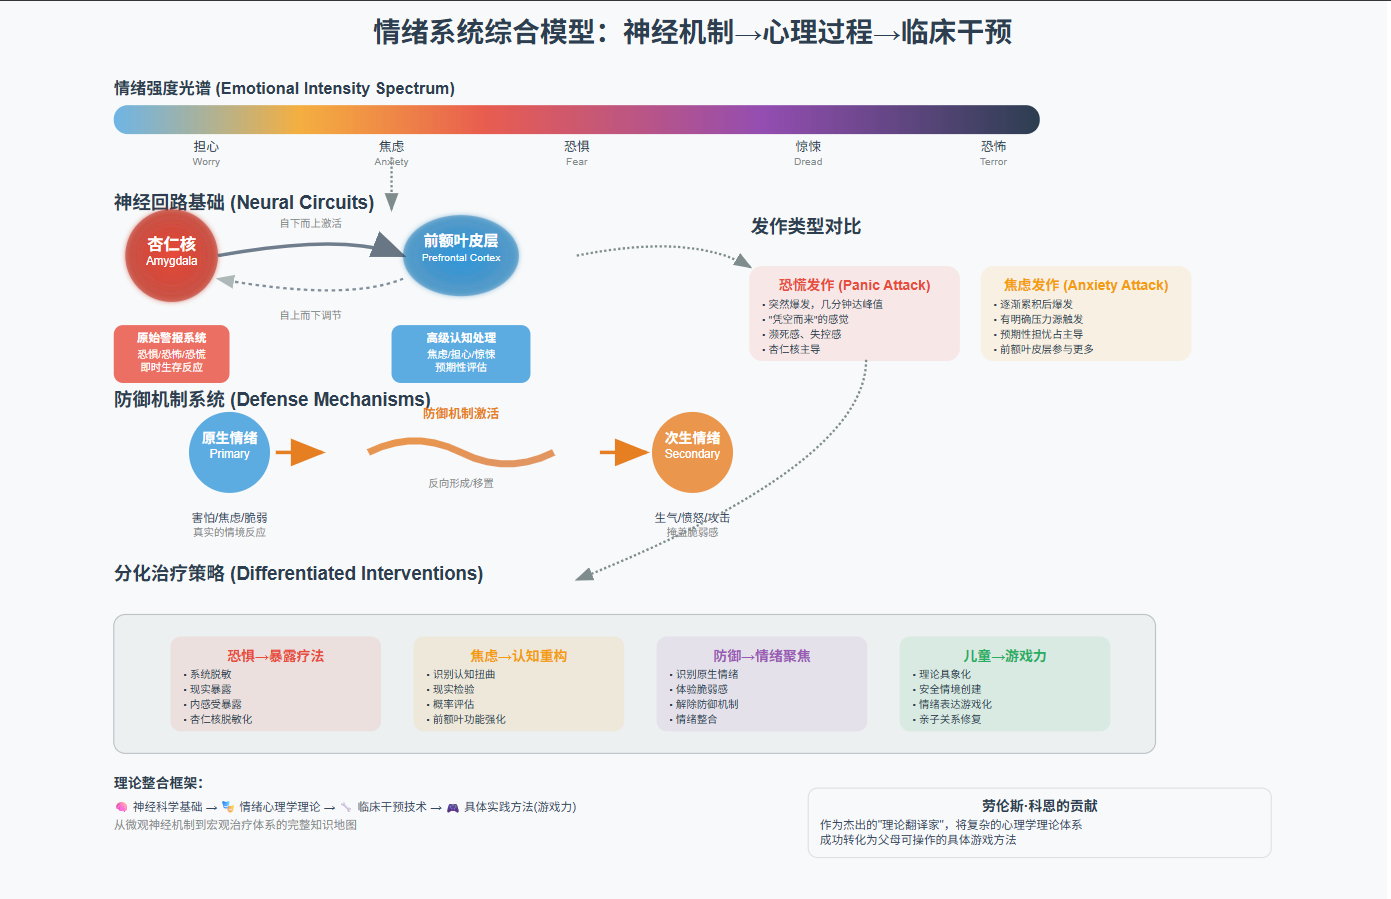 情绪系统综合模型：神经机制→心理过程→临床干预
情绪强度光谱 (Emotional Intensity Spectrum)
担心
Worry
焦虑
Anxiety
恐惧
Fear
惊悚
Dread
恐怖
Terror
神经回路基础 (Neural Circuits)
杏仁核
Amygdala
自下而上激活
前额叶皮层
Prefrontal Cortex
自上而下调节
原始警报系统
恐惧/恐怖/恐慌
即时生存反应
高级认知处理
焦虑/担心/惊悚
预期性评估
发作类型对比
恐慌发作 (Panic Attack)
• 突然爆发，几分钟达峰值
• "凭空而来"的感觉
• 濒死感、失控感
• 杏仁核主导
焦虑发作 (Anxiety Attack)
• 逐渐累积后爆发
• 有明确压力源触发
• 预期性担忧占主导
• 前额叶皮层参与更多
防御机制系统 (Defense Mechanisms)
防御机制激活
原生情绪
Primary
反向形成/移置
次生情绪
Secondary
害怕/焦虑/脆弱
真实的情境反应
生气/愤怒/攻击
掩盖脆弱感
分化治疗策略 (Differentiated Interventions)
恐惧→暴露疗法
• 系统脱敏
• 现实暴露
• 内感受暴露
• 杏仁核脱敏化
焦虑→认知重构
• 识别认知扭曲
• 现实检验
• 概率评估
• 前额叶功能强化
防御→情绪聚焦
• 识别原生情绪
• 体验脆弱感
• 解除防御机制
• 情绪整合
儿童→游戏力
• 理论具象化
• 安全情境创建
• 情绪表达游戏化
• 亲子关系修复
理论整合框架：
🧠 神经科学基础 → 🎭 情绪心理学理论 → 🔧 临床干预技术 → 🎮 具体实践方法(游戏力)
从微观神经机制到宏观治疗体系的完整知识地图
劳伦斯·科恩的贡献
作为杰出的"理论翻译家"，将复杂的心理学理论体系
成功转化为父母可操作的具体游戏方法